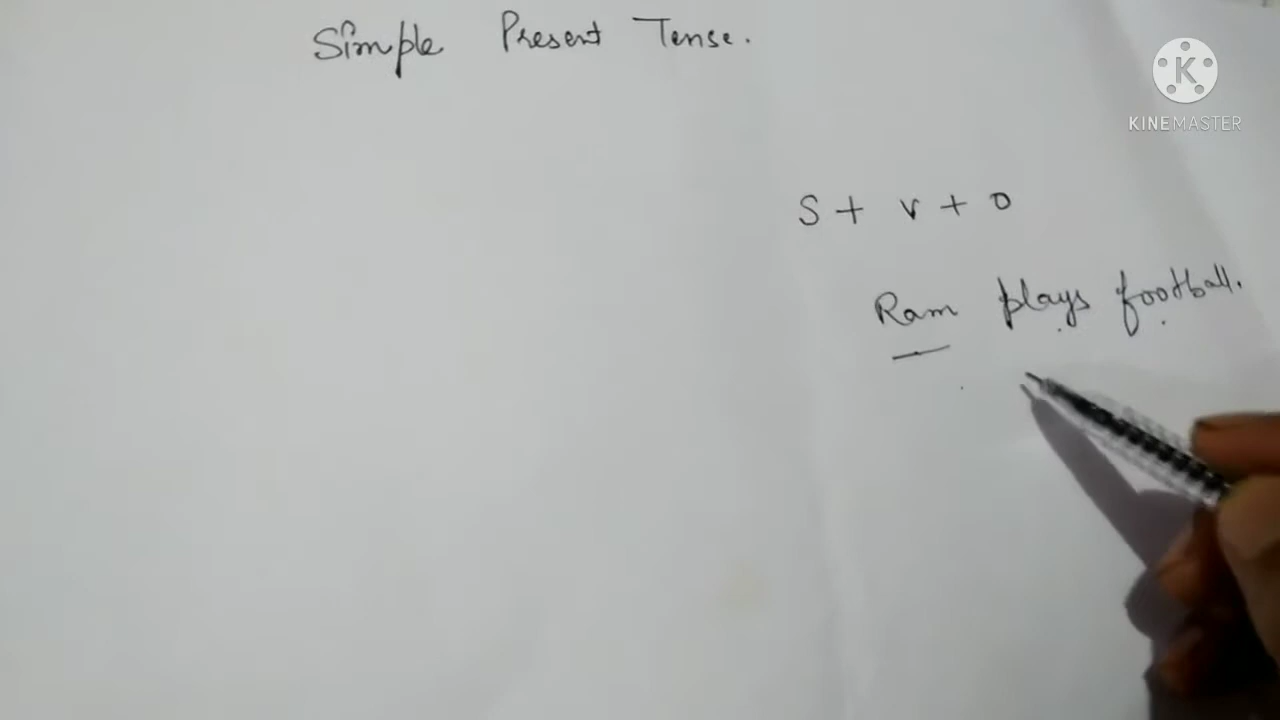 Simple Present Tense.
K
KINEMASTER
S + V + O
Ram plays football.